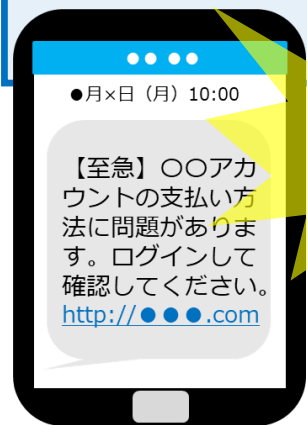 ●● ●●
●月×日（月）10:00
【至急】〇〇アカ
ウントの支払い方
法に問題がありま
す。ログインして
確認してください。
http://●●●.com